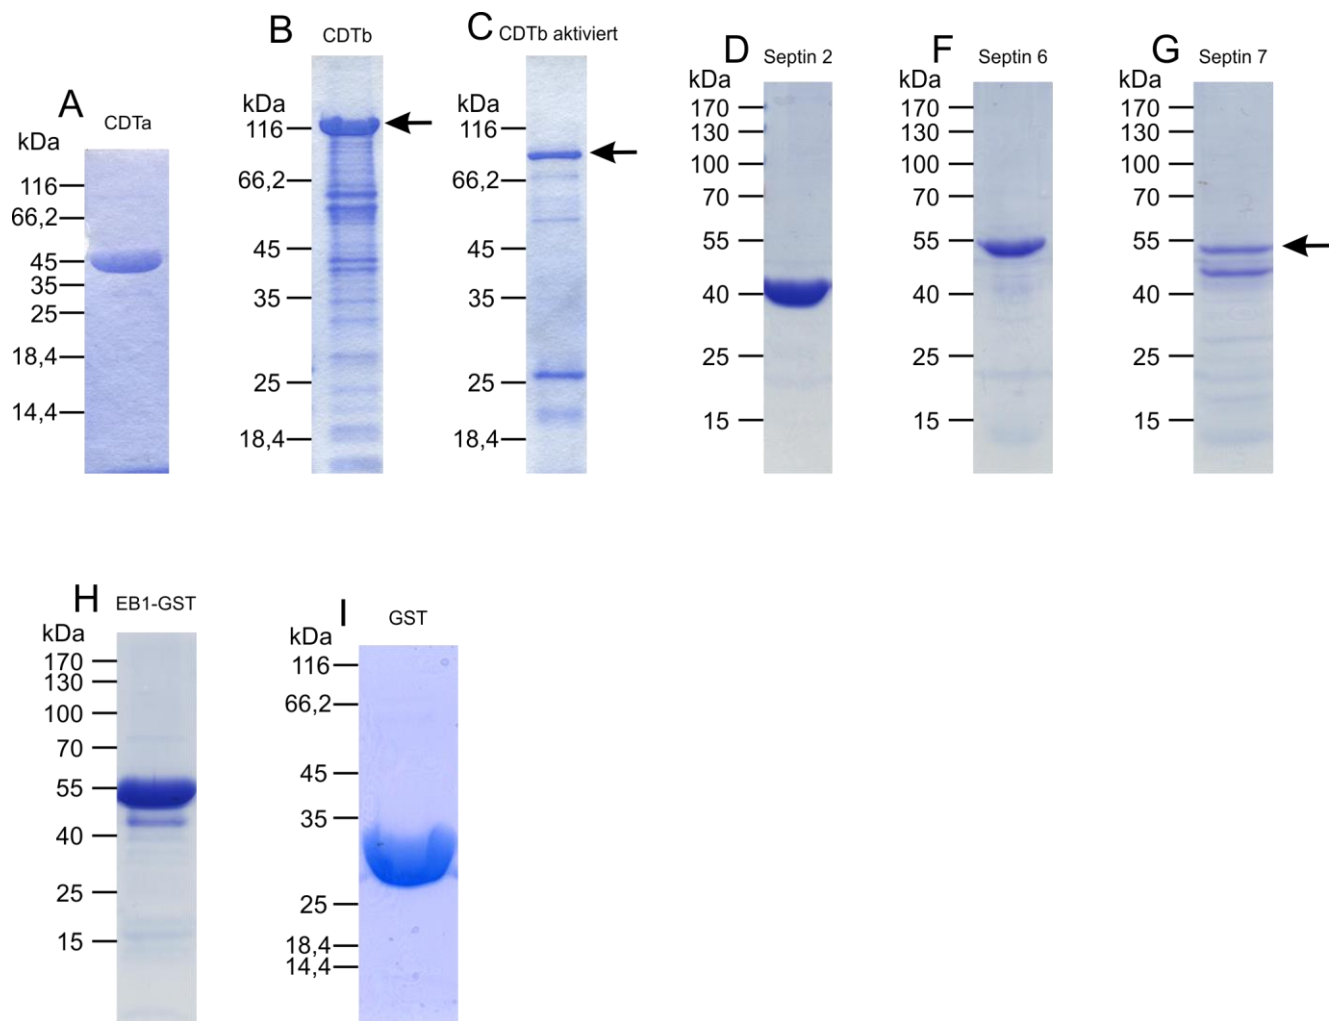 A
CDTa
kDa
116
66,2
45
35
25
18,4
14,4
B
CDTb
kDa
116
66,2
45
35
25
18,4
C
CDTb aktiviert
kDa
116
66,2
45
35
25
18,4
D
Septin 2
kDa
170
130
100
70
55
40
25
15
F
Septin 6
kDa
170
130
100
70
55
40
25
15
G
Septin 7
kDa
170
130
100
70
55
40
25
15
H
EB1-GST
kDa
170
130
100
70
55
40
25
15
I
GST
kDa
116
66,2
45
35
25
18,4
14,4